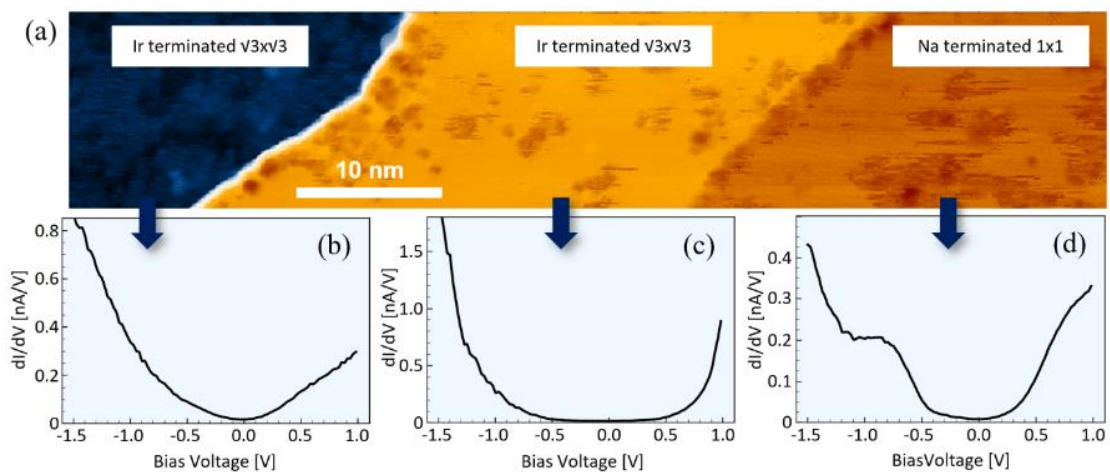 (a)
Ir terminated √3x√3
Ir terminated √3x√3
Na terminated 1x1
10 nm
(b)
(c)
(d)
dI/dV [nA/V]
0.8
0.6
0.4
0.2
0
-1.5 -1.0 -0.5 0.0 0.5 1.0
Bias Voltage [V]
dI/dV [nA/V]
1.5
1.0
0.5
0
-1.5 -1.0 -0.5 0.0 0.5 1.0
Bias Voltage [V]
dI/dV [nA/V]
0.4
0.3
0.2
0.1
0
-1.5 -1.0 -0.5 0.0 0.5 1.0
BiasVoltage [V]